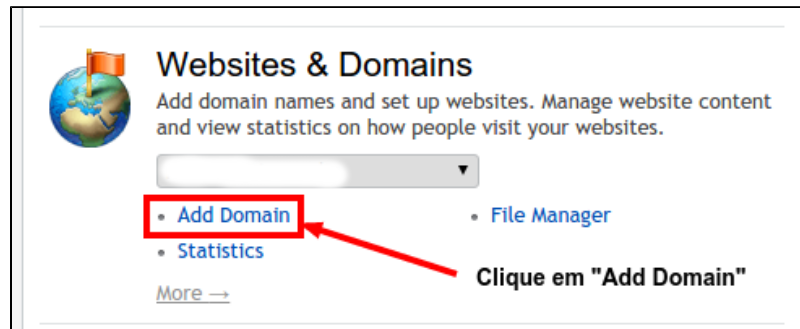 Websites & Domains
Add domain names and set up websites. Manage website content
and view statistics on how people visit your websites.
Add Domain
File Manager
Statistics
Clique em "Add Domain"
More →